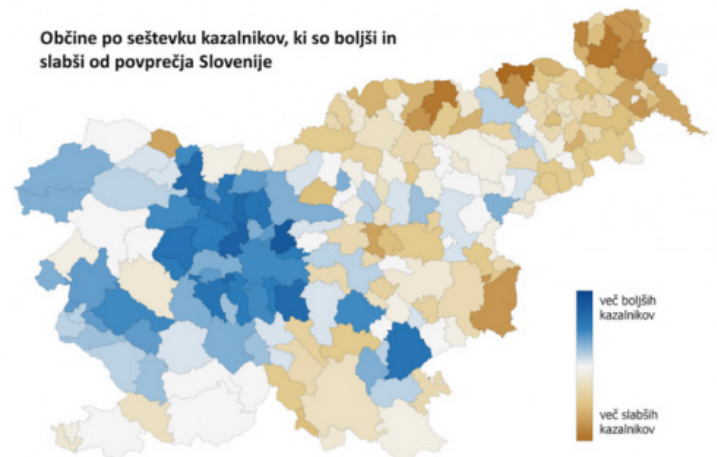 Občine po seštevku kazalnikov, ki so boljši in
slabši od povprečja Slovenije
več boljših
kazalnikov
več slabših
kazalnikov